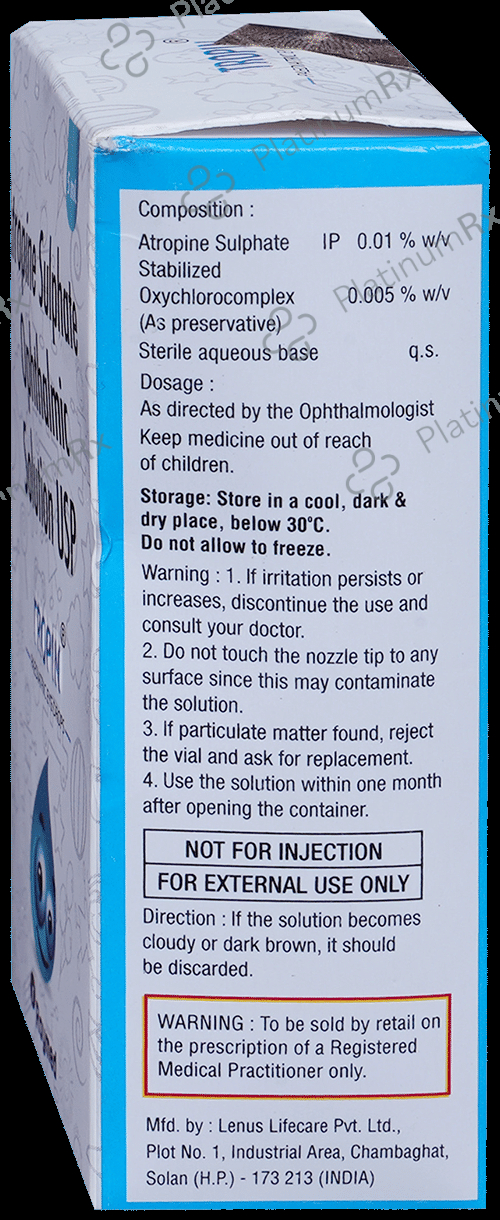 Composition :
Atropine Sulphate IP 0.01 % w/v
Stabilized
Oxychlorocomplex 0.005 % w/v
(As preservative)
Sterile aqueous base q.s.
Dosage :
As directed by the Ophthalmologist
Keep medicine out of reach
of children.
Storage: Store in a cool, dark &
dry place, below 30°C.
Do not allow to freeze.
Warning : 1. If irritation persists or
increases, discontinue the use and
consult your doctor.
2. Do not touch the nozzle tip to any
surface since this may contaminate
the solution.
3. If particulate matter found, reject
the vial and ask for replacement.
4. Use the solution within one month
after opening the container.
NOT FOR INJECTION
FOR EXTERNAL USE ONLY
Direction : If the solution becomes
cloudy or dark brown, it should
be discarded.
WARNING : To be sold by retail on
the prescription of a Registered
Medical Practitioner only.
Mfd. by : Lenus Lifecare Pvt. Ltd.,
Plot No. 1, Industrial Area, Chambaghat,
Solan (H.P.) - 173 213 (INDIA)
Atropine Sulphate
Ophthalmic
Solution USP
PlatinumRx
PlatinumRx
PlatinumRx